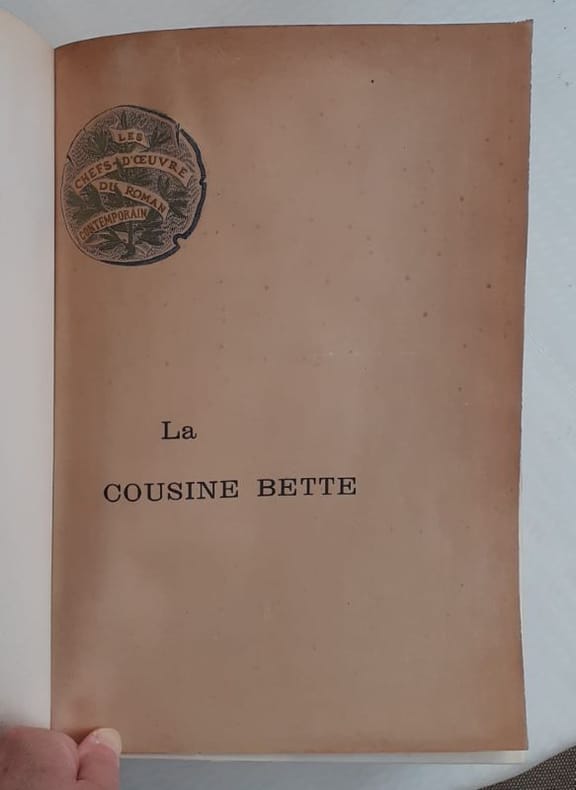 LES
CHEFS-D'ŒUVRE
DU ROMAN
CONTEMPORAIN
La
COUSINE BETTE